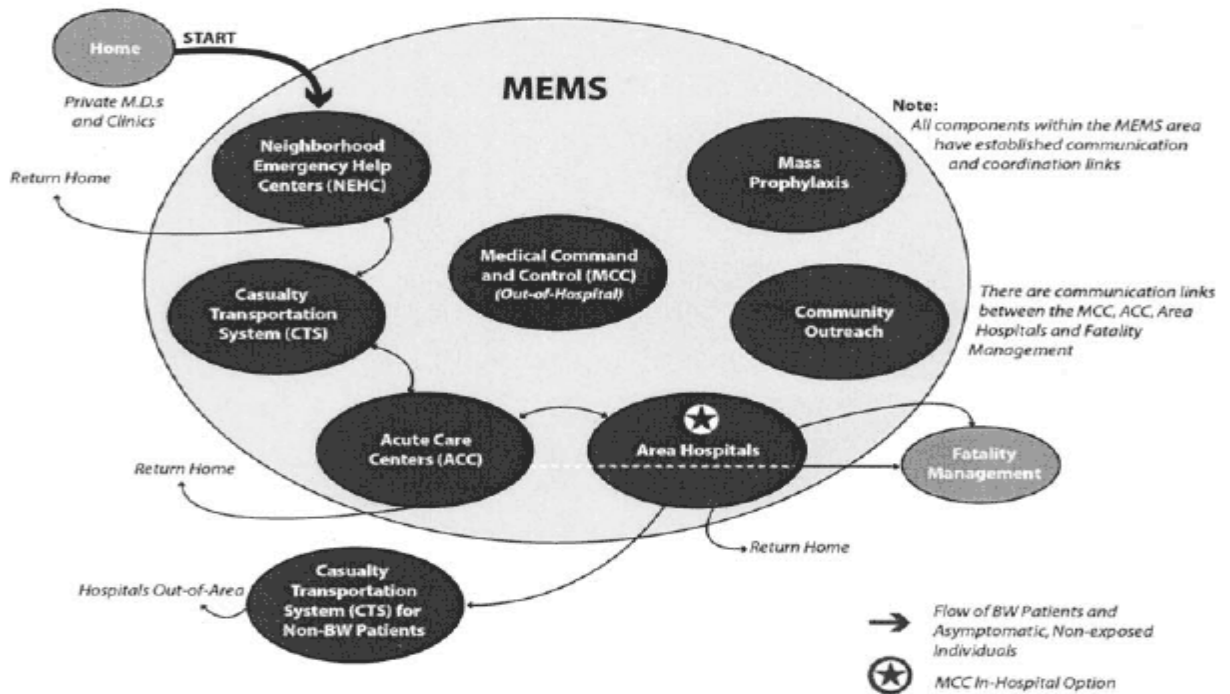 Home
START
Private M.D.s
and Clinics
MEMS
Neighborhood
Emergency Help
Centers (NEHC)
Return Home
Note:
All components within the MEMS area
have established communication
and coordination links
Mass
Prophylaxis
Medical Command
and Control (MCC)
(Out-of-Hospital)
Casualty
Transportation
System (CTS)
Community
Outreach
There are communication links
between the MCC, ACC, Area
Hospitals and Fatality
Management
Acute Care
Centers (ACC)
Area Hospitals
Fatality
Management
Return Home
Return Home
Hospitals Out-of-Area
Casualty
Transportation
System (CTS) for
Non-BW Patients
Flow of BW Patients and
Asymptomatic, Non-exposed
Individuals
MCC In-Hospital Option